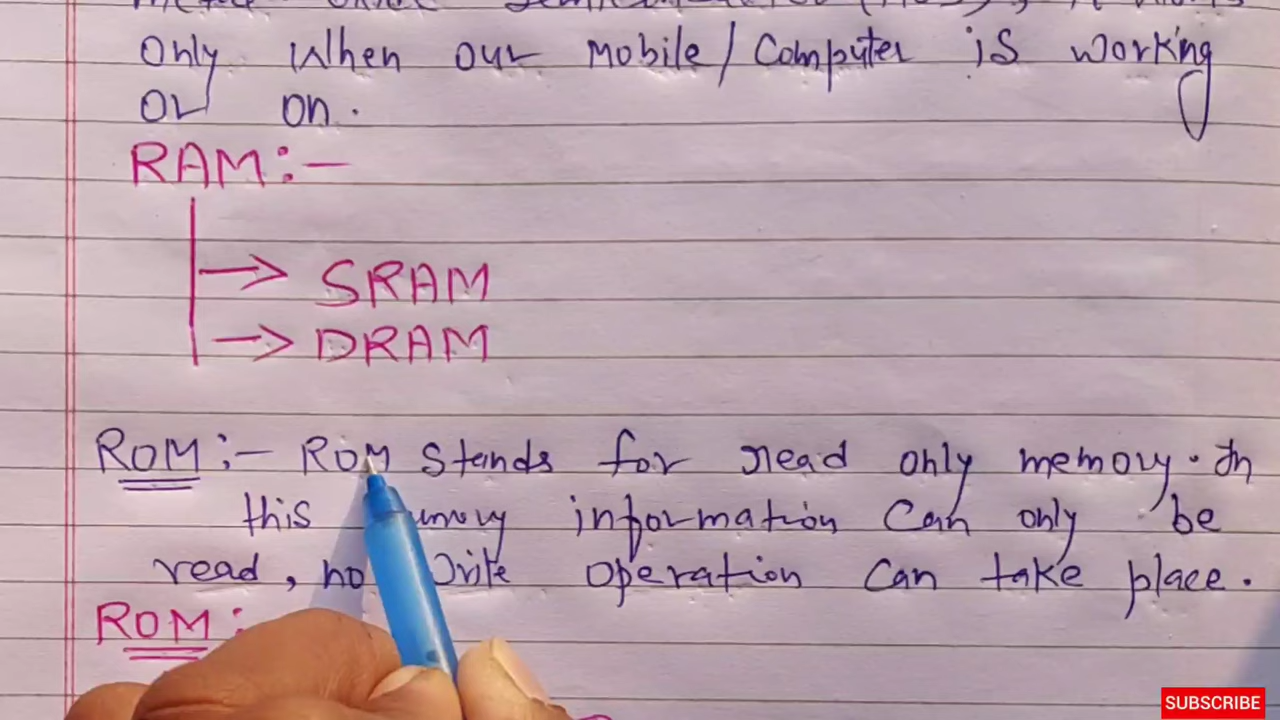 Only when our mobile/Computer is working
or on.
RAM:-
→ SRAM
→ DRAM
ROM:- ROM stands for read only memory. In
this information can only be
read, no write operation can take place.
ROM:
SUBSCRIBE